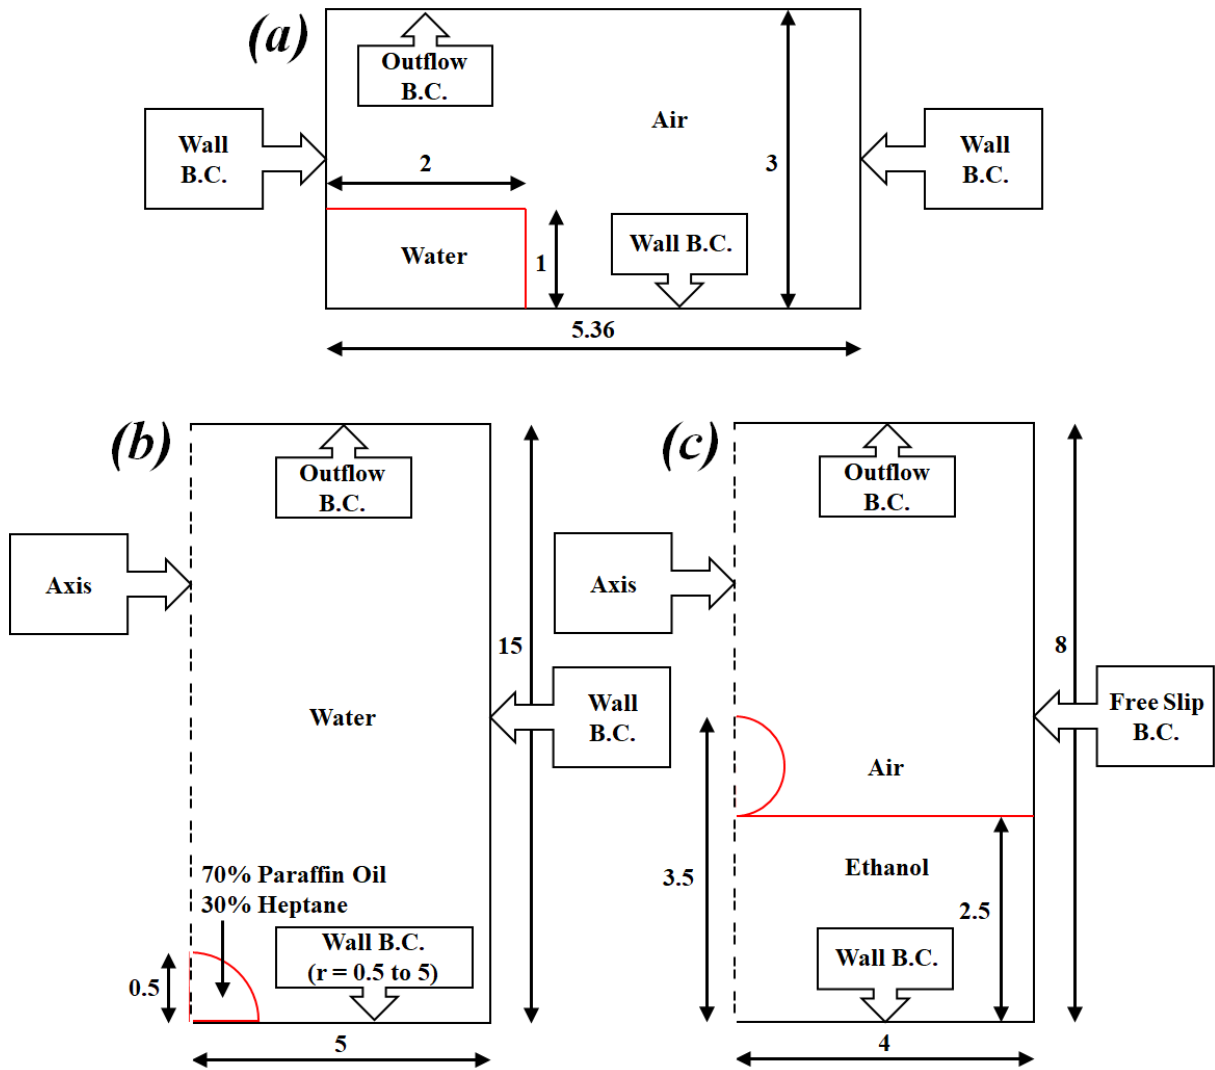 (a)
Outflow
B.C.
Air
Wall
B.C.
2
3
Wall
B.C.
Water
1
Wall B.C.
5.36
(b)
Outflow
B.C.
Axis
15
Water
Wall
B.C.
70% Paraffin Oil
30% Heptane
0.5
Wall B.C.
(r = 0.5 to 5)
5
(c)
Outflow
B.C.
Axis
8
Free Slip
B.C.
Air
Ethanol
3.5
2.5
Wall B.C.
4